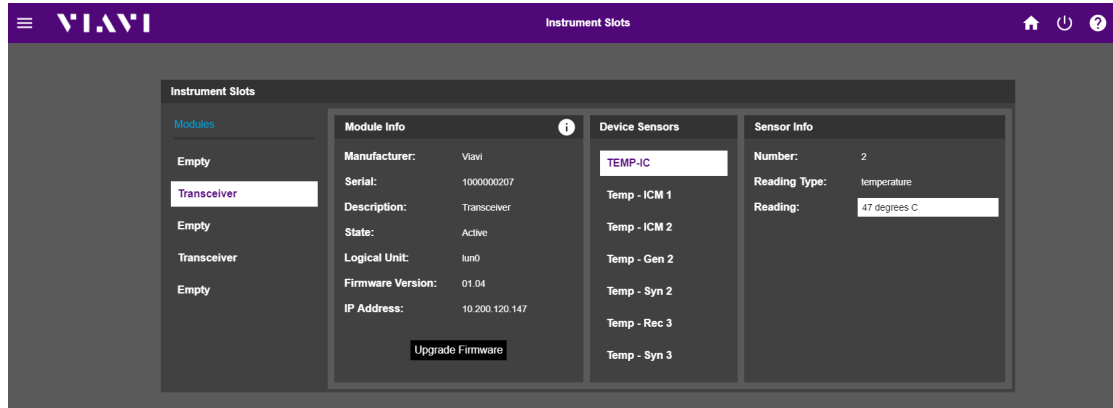 VIAVI
Instrument Slots
?
Instrument Slots
Modules
Empty
Transceiver
Empty
Transceiver
Empty
Module Info
i
Manufacturer: Viavi
Serial: 1000000207
Description: Transceiver
State: Active
Logical Unit: lun0
Firmware Version: 01.04
IP Address: 10.200.120.147
Upgrade Firmware
Device Sensors
TEMP-IC
Temp - ICM 1
Temp - ICM 2
Temp - Gen 2
Temp - Syn 2
Temp - Rec 3
Temp - Syn 3
Sensor Info
Number: 2
Reading Type: temperature
Reading: 47 degrees C